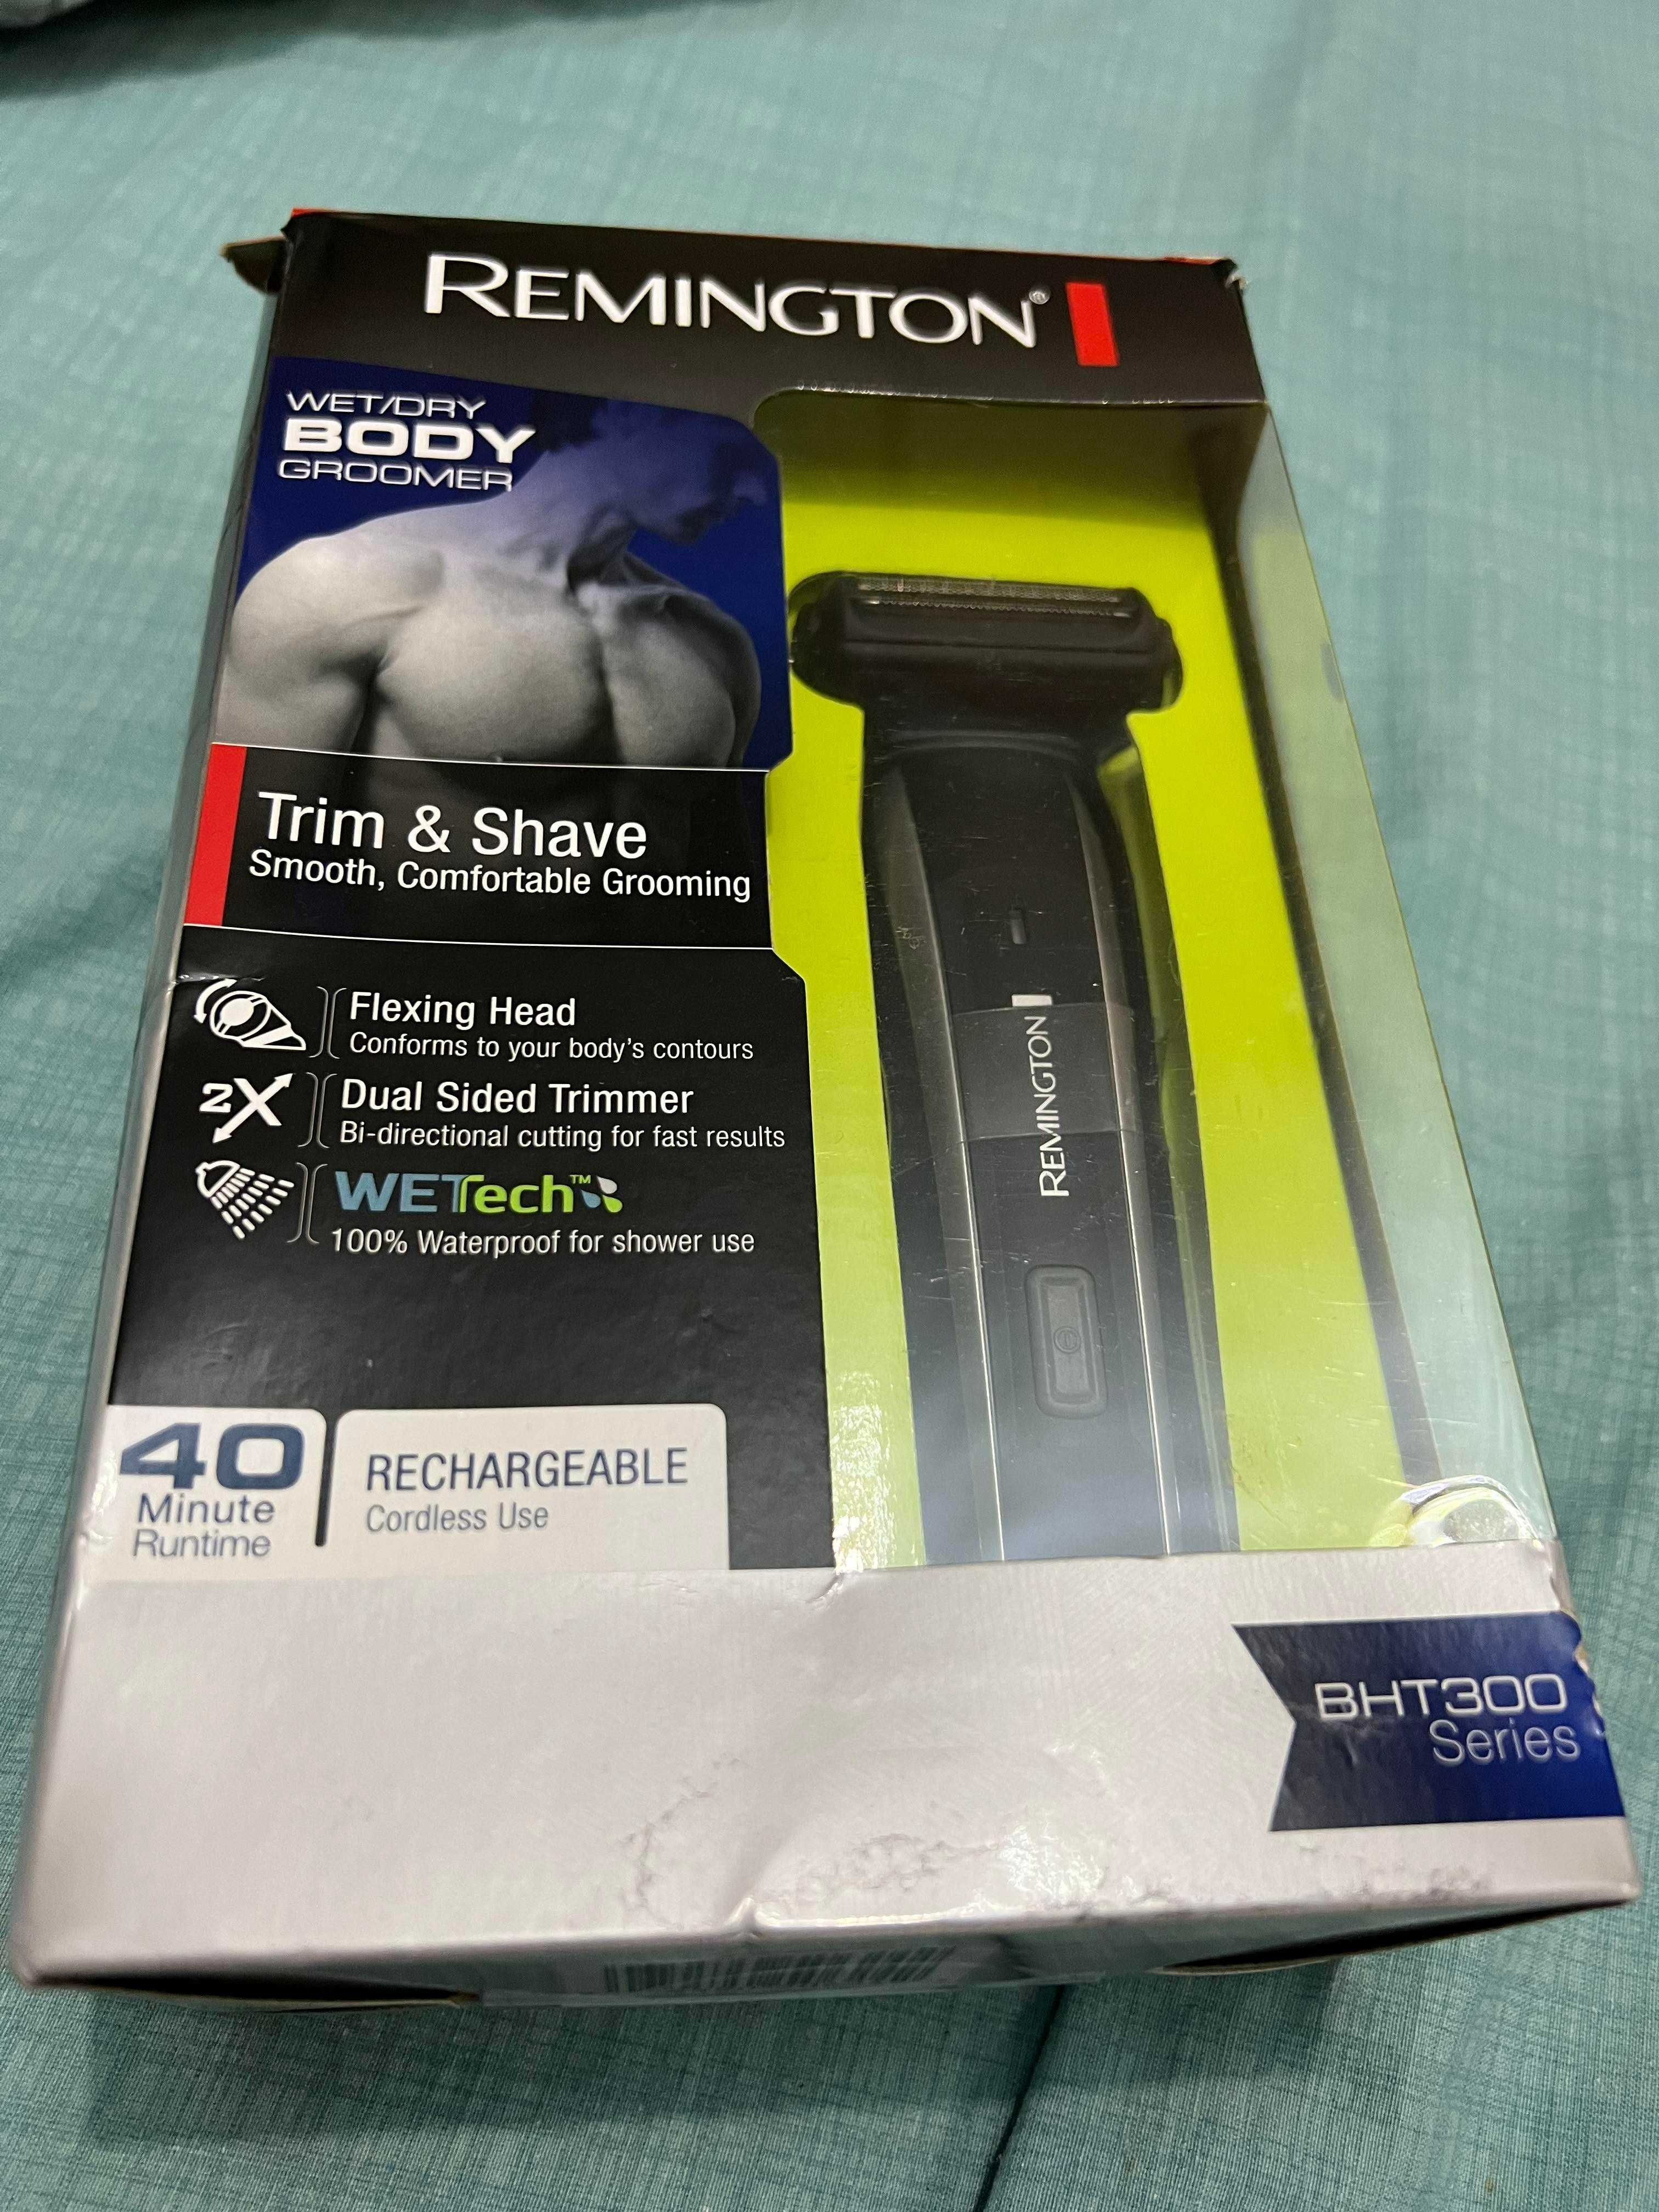 REMINGTON®
WET/DRY
BODY
GROOMER
Trim & Shave
Smooth, Comfortable Grooming
Flexing Head
Conforms to your body's contours
2X
Dual Sided Trimmer
Bi-directional cutting for fast results
WETTech™
100% Waterproof for shower use
REMINGTON
40
Minute
Runtime
RECHARGEABLE
Cordless Use
BHT300
Series